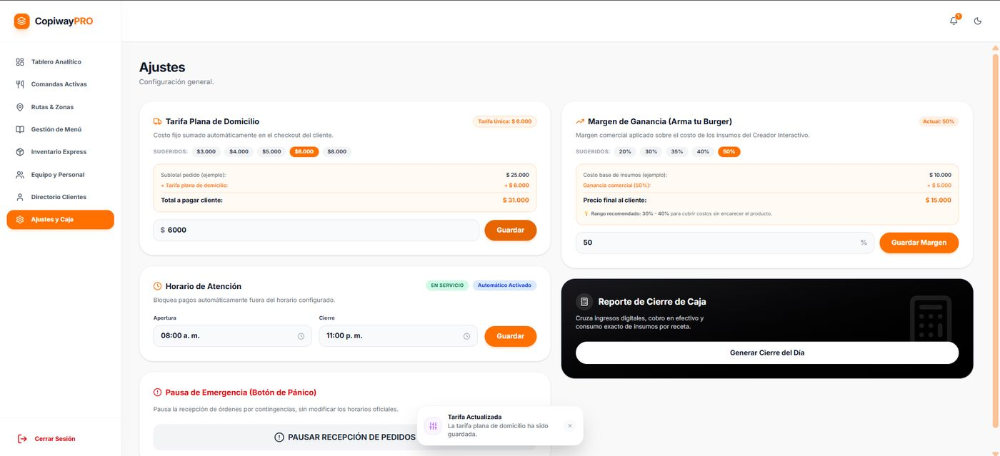 CopiwayPRO
1
Tablero Analítico
Comandas Activas
Rutas & Zonas
Gestión de Menú
Inventario Express
Equipo y Personal
Directorio Clientes
Ajustes y Caja
Cerrar Sesión
Ajustes
Configuración general.
Tarifa Plana de Domicilio
Tarifa Única: $ 6.000
Costo fijo sumado automáticamente en el checkout del cliente.
SUGERIDOS: $3.000 $4.000 $5.000 $6.000 $8.000
Subtotal pedido (ejemplo): $ 25.000
+ Tarifa plana de domicilio: + $ 6.000
Total a pagar cliente: $ 31.000
$ 6000
Guardar
Horario de Atención
EN SERVICIO
Automático Activado
Bloquea pagos automáticamente fuera del horario configurado.
Apertura
08:00 a. m.
Cierre
11:00 p. m.
Guardar
Pausa de Emergencia (Botón de Pánico)
Pausa la recepción de órdenes por contingencias, sin modificar los horarios oficiales.
PAUSAR RECEPCIÓN DE PEDIDOS
Margen de Ganancia (Arma tu Burger)
Actual: 50%
Margen comercial aplicado sobre el costo de los insumos del Creador Interactivo.
SUGERIDOS: 20% 30% 35% 40% 50%
Costo base de insumos (ejemplo): $ 10.000
Ganancia comercial (50%): + $ 5.000
Precio final al cliente: $ 15.000
Rango recomendado: 30% - 40% para cubrir costos sin encarecer el producto.
50 %
Guardar Margen
Reporte de Cierre de Caja
Cruza ingresos digitales, cobro en efectivo y
consumo exacto de insumos por receta.
Generar Cierre del Día
Tarifa Actualizada
La tarifa plana de domicilio ha sido
guardada.